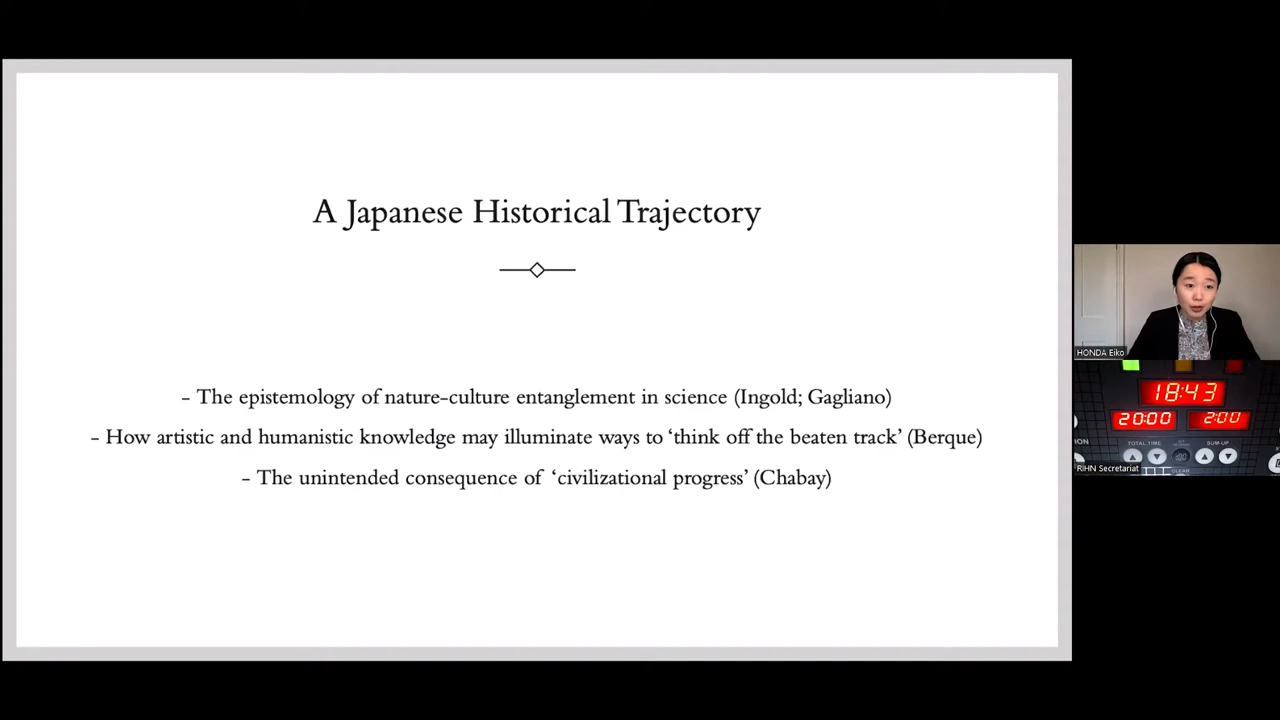 A Japanese Historical Trajectory
- The epistemology of nature-culture entanglement in science (Ingold; Gagliano)
- How artistic and humanistic knowledge may illuminate ways to ‘think off the beaten track’ (Berque)
- The unintended consequence of ‘civilizational progress’ (Chabay)
HONDA Eiko
18:43
20:00 2:00
TOTAL TIME SUM-UP
RIHN Secretariat
CLEAR